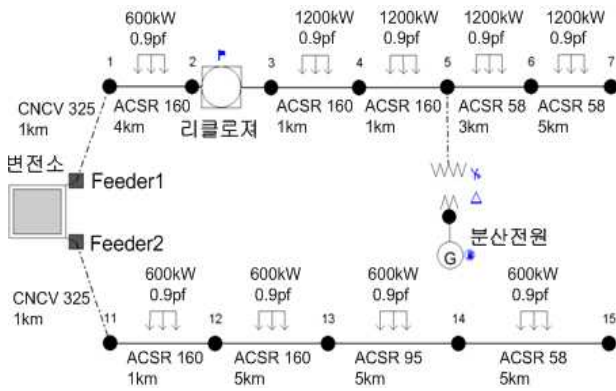 600kW
0.9pf
1200kW
0.9pf
1200kW
0.9pf
1200kW
0.9pf
1200kW
0.9pf
1
2
3
4
5
6
7
CNCV 325
1km
ACSR 160
4km
리클로져
ACSR 160
1km
ACSR 160
1km
ACSR 58
3km
ACSR 58
5km
변전소
Feeder1
Feeder2
분산전원
G
CNCV 325
1km
600kW
0.9pf
600kW
0.9pf
600kW
0.9pf
600kW
0.9pf
11
12
13
14
15
ACSR 160
1km
ACSR 160
5km
ACSR 95
5km
ACSR 58
5km